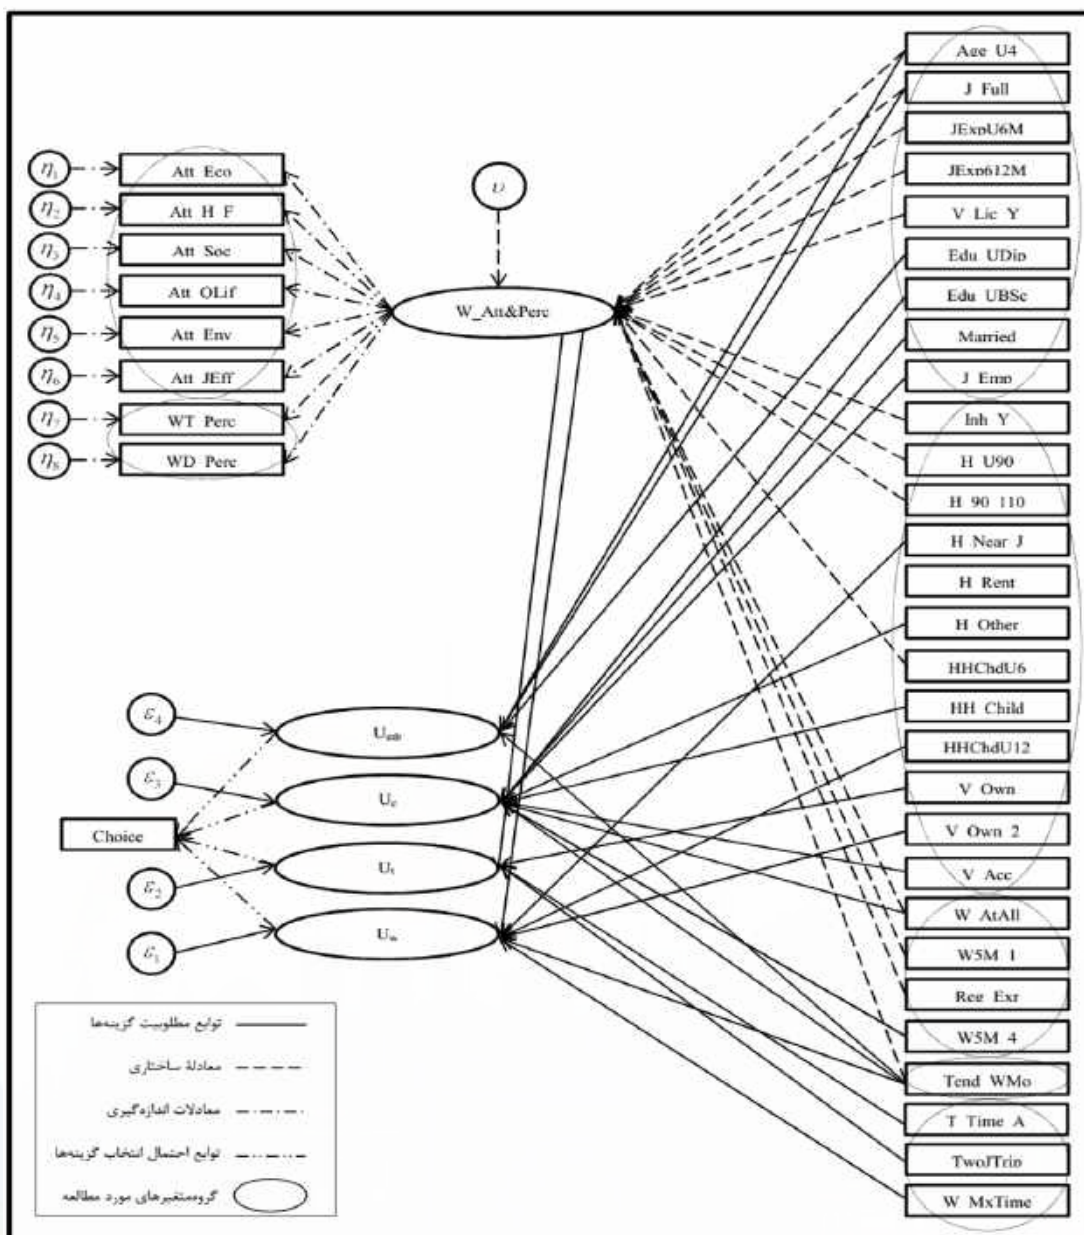 η₁
Att Eco
η₂
Att H F
η₃
Att Soc
η₄
Att QLif
η₅
Att Env
η₆
Att JEff
η₇
WT Perc
η₈
WD Perc
υ
W_Att&Perc
Age U4
J Full
JExpU6M
JExp612M
V Lic Y
Edu UDip
Edu UBSc
Married
J Emp
Inh Y
H U90
H 90 110
H Near J
H Rent
H Other
HHChdU6
HH Child
HHChdU12
V Own
V Own 2
V Acc
W AtAll
W5M 1
Reg Exr
W5M 4
Tend WMo
T Time A
TwoJTrip
W MxTime
ε₄
ε₃
U꜀
Choice
ε₂
Uₜ
ε₁
توابع مطلوبیت گزینه‌ها
معادلهٔ ساختاری
معادلات اندازه‌گیری
توابع احتمال انتخاب گزینه‌ها
گروه‌متغیرهای مورد مطالعه